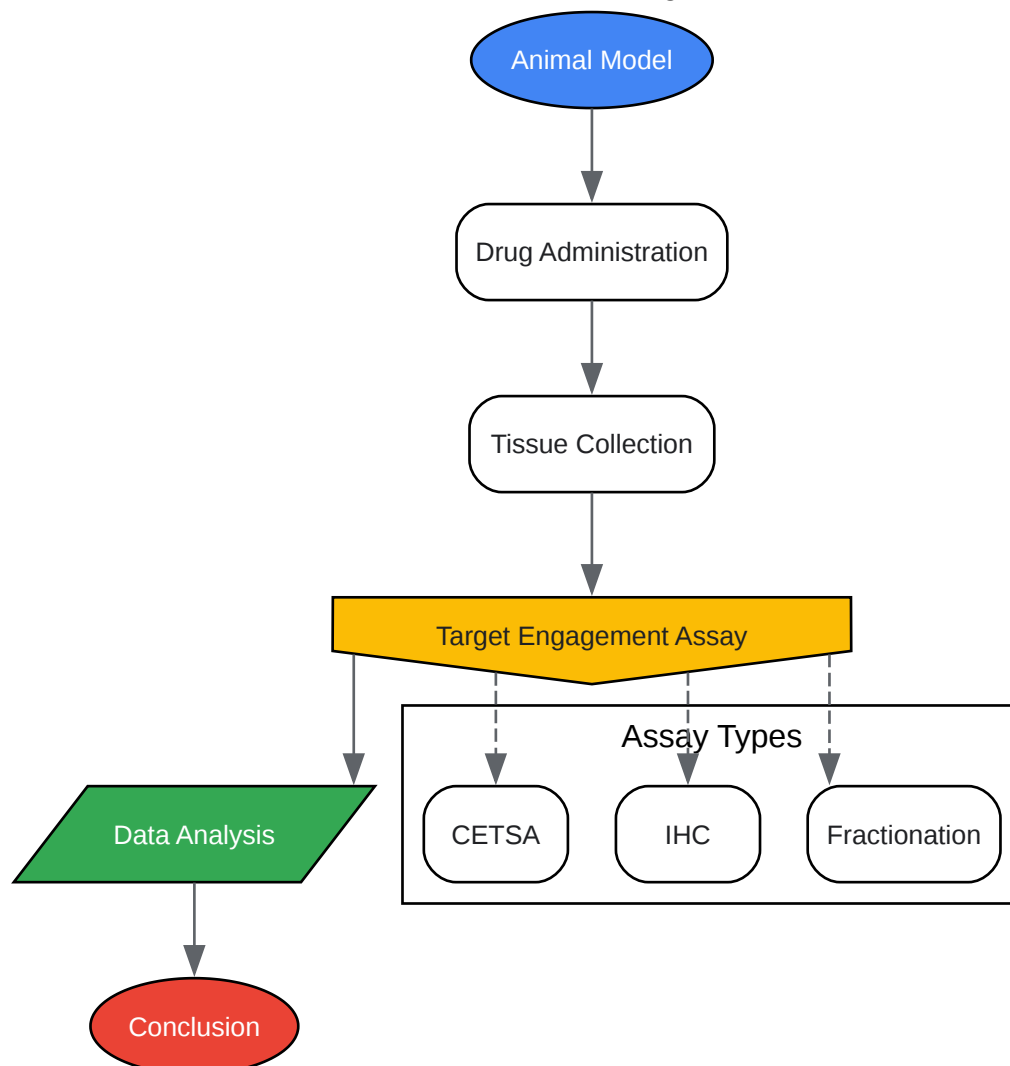 Animal Model
Drug Administration
Tissue Collection
Target Engagement Assay
Assay Types
Data Analysis
CETSA
IHC
Fractionation
Conclusion